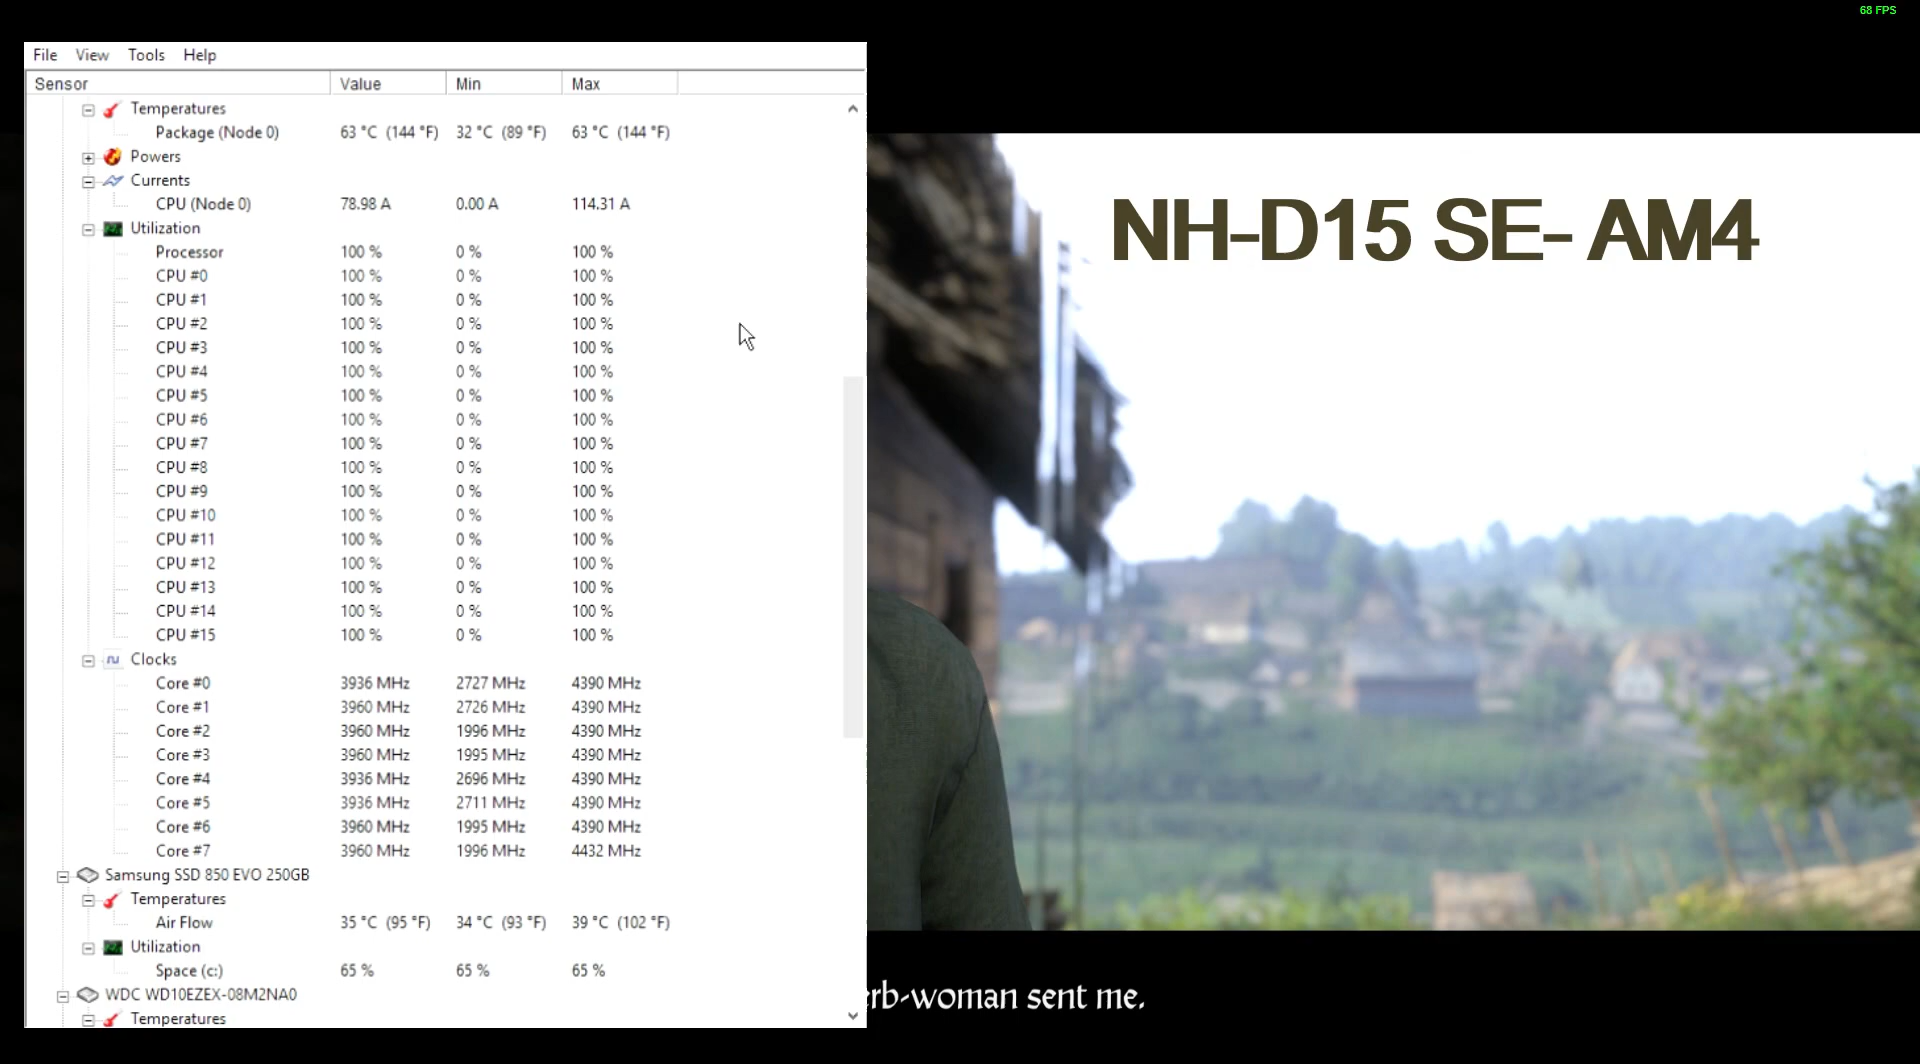 68 FPS
File View Tools Help
Sensor Value Min Max
Temperatures
Package (Node 0) 63 °C (144 °F) 32 °C (89 °F) 63 °C (144 °F)
Powers
Currents
CPU (Node 0) 78.98 A 0.00 A 114.31 A
Utilization
Processor 100 % 0 % 100 %
CPU #0 100 % 0 % 100 %
CPU #1 100 % 0 % 100 %
CPU #2 100 % 0 % 100 %
CPU #3 100 % 0 % 100 %
CPU #4 100 % 0 % 100 %
CPU #5 100 % 0 % 100 %
CPU #6 100 % 0 % 100 %
CPU #7 100 % 0 % 100 %
CPU #8 100 % 0 % 100 %
CPU #9 100 % 0 % 100 %
CPU #10 100 % 0 % 100 %
CPU #11 100 % 0 % 100 %
CPU #12 100 % 0 % 100 %
CPU #13 100 % 0 % 100 %
CPU #14 100 % 0 % 100 %
CPU #15 100 % 0 % 100 %
Clocks
Core #0 3936 MHz 2727 MHz 4390 MHz
Core #1 3960 MHz 2726 MHz 4390 MHz
Core #2 3960 MHz 1996 MHz 4390 MHz
Core #3 3960 MHz 1995 MHz 4390 MHz
Core #4 3936 MHz 2696 MHz 4390 MHz
Core #5 3936 MHz 2711 MHz 4390 MHz
Core #6 3960 MHz 1995 MHz 4390 MHz
Core #7 3960 MHz 1996 MHz 4432 MHz
Samsung SSD 850 EVO 250GB
Temperatures
Air Flow 35 °C (95 °F) 34 °C (93 °F) 39 °C (102 °F)
Utilization
Space (c:) 65 % 65 % 65 %
WDC WD10EZEX-08M2NA0
Temperatures
NH-D15 SE- AM4
erb-woman sent me.